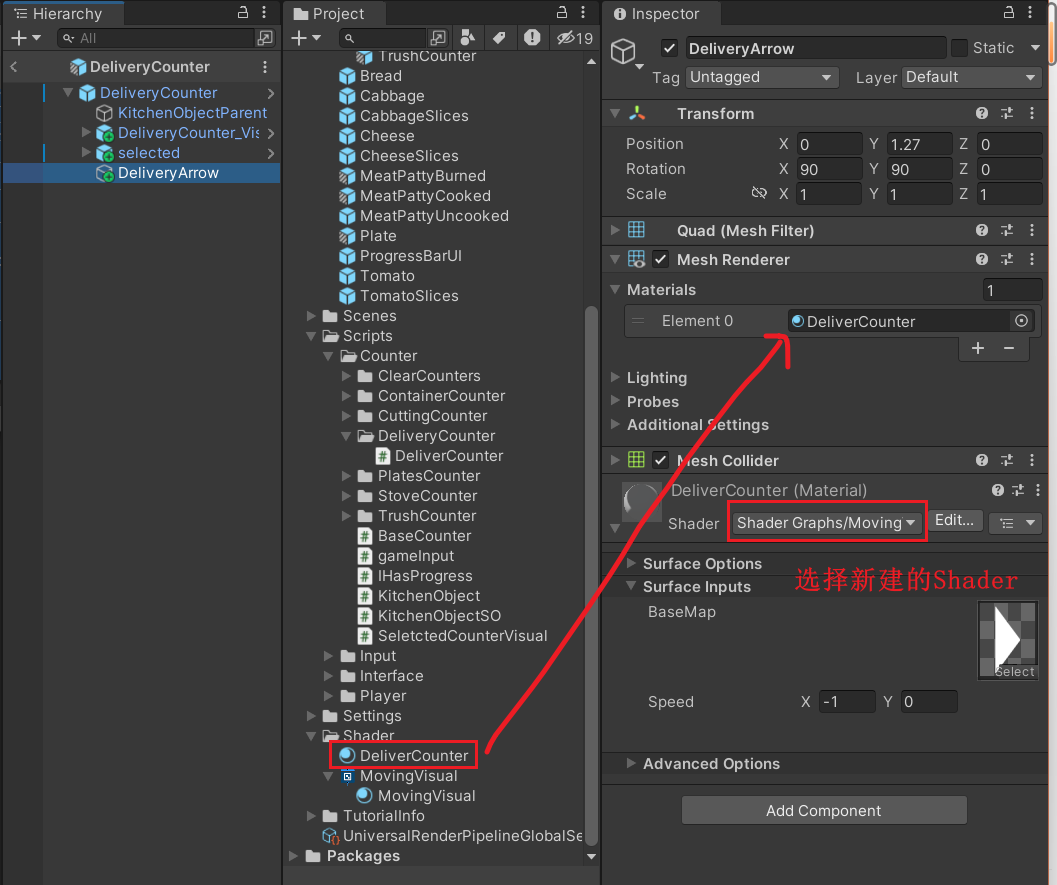 Hierarchy
All
DeliveryCounter
DeliveryCounter
KitchenObjectParent
DeliveryCounter_Vis
selected
DeliveryArrow
Project
19
TrushCounter
Bread
Cabbage
CabbageSlices
Cheese
CheeseSlices
MeatPattyBurned
MeatPattyCooked
MeatPattyUncooked
Plate
ProgressBarUI
Tomato
TomatoSlices
Scenes
Scripts
Counter
ClearCounters
ContainerCounter
CuttingCounter
DeliveryCounter
DeliverCounter
PlatesCounter
StoveCounter
TrushCounter
BaseCounter
gameInput
IHasProgress
KitchenObject
KitchenObjectSO
SeletctedCounterVisual
Input
Interface
Player
Settings
Shader
DeliverCounter
MovingVisual
MovingVisual
TutorialInfo
UniversalRenderPipelineGlobalSe
Packages
Inspector
DeliveryArrow
Static
Tag Untagged Layer Default
Transform
Position X 0 Y 1.27 Z 0
Rotation X 90 Y 90 Z 0
Scale X 1 Y 1 Z 1
Quad (Mesh Filter)
Mesh Renderer
Materials 1
Element 0 DeliverCounter
Lighting
Probes
Additional Settings
Mesh Collider
DeliverCounter (Material)
Shader Shader Graphs/Moving Edit...
Surface Options
选择新建的Shader
Surface Inputs
BaseMap
Select
Speed X -1 Y 0
Advanced Options
Add Component